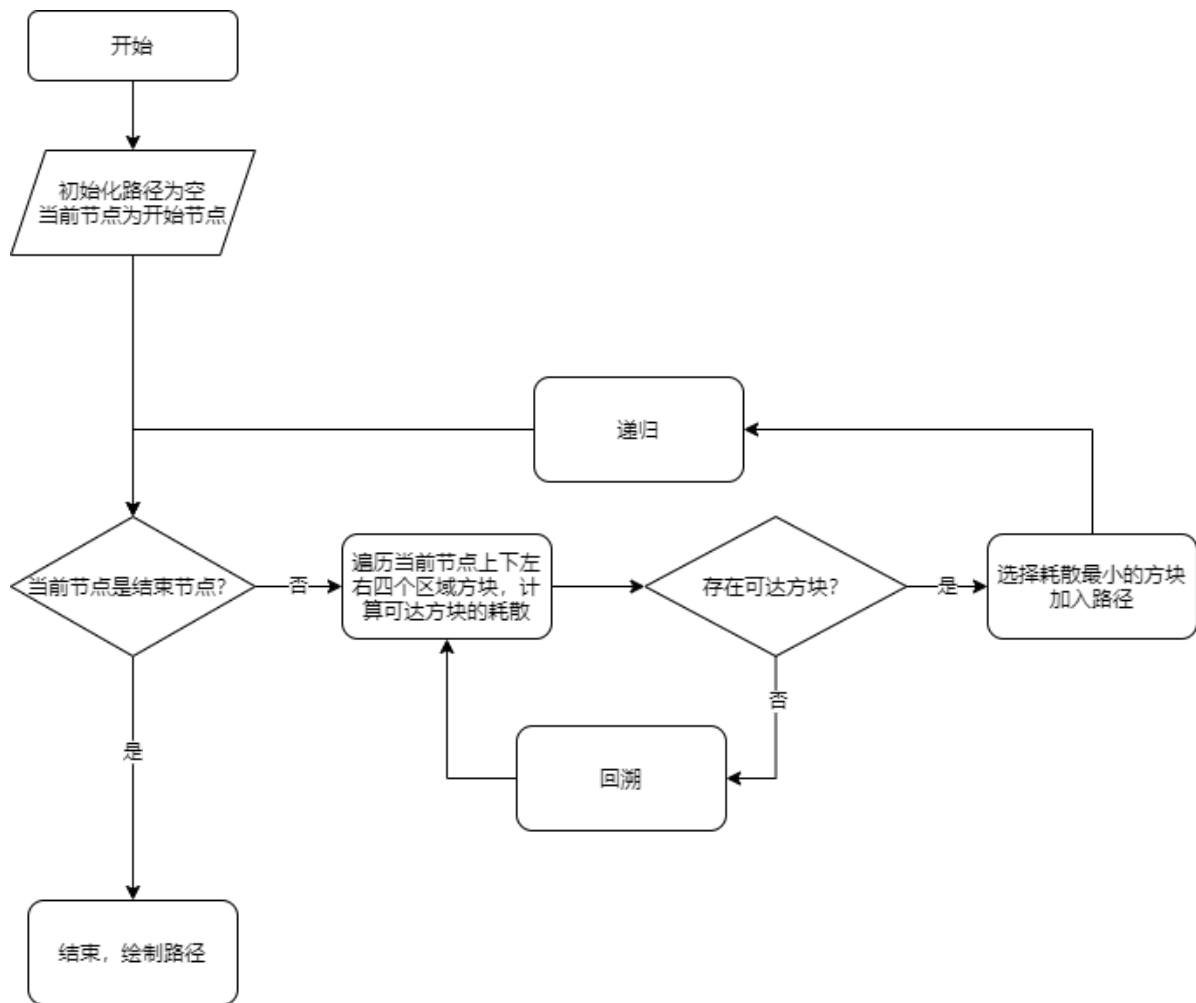 开始
初始化路径为空
当前节点为开始节点
递归
当前节点是结束节点?
否
遍历当前节点上下左
右四个区域方块，计
算可达方块的耗散
存在可达方块?
是
选择耗散最小的方块
加入路径
否
是
回溯
结束，绘制路径